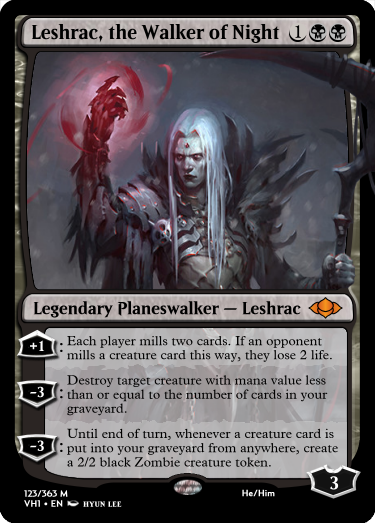 Leshrac, the Walker of Night 1
Legendary Planeswalker — Leshrac
+1: Each player mills two cards. If an opponent
mills a creature card this way, they lose 2 life.
-3: Destroy target creature with mana value less
than or equal to the number of cards in your
graveyard.
-3: Until end of turn, whenever a creature card is
put into your graveyard from anywhere, create
a 2/2 black Zombie creature token.
3
123/363 M
He/Him
VH1 • EN HYUN LEE